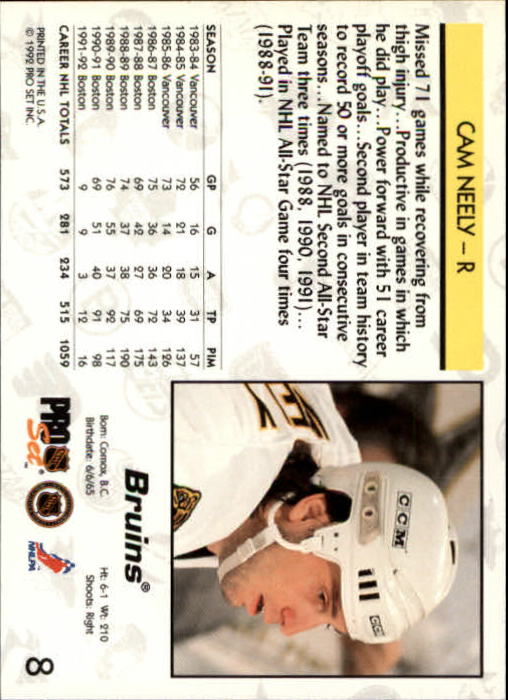 CAM NEELY – R
Missed 71 games while recovering from
thigh injury...Productive in games in which
he did play...Power forward with 51 career
playoff goals....Second player in team history
to record 50 or more goals in consecutive
seasons...Named to NHL Second All-Star
Team three times (1988, 1990, 1991)...
Played in NHL All-Star Game four times
(1988-91).
SEASON GP G A TP PIM
1983-84 Vancouver 56 16 15 31 57
1984-85 Vancouver 72 21 18 39 137
1985-86 Vancouver 73 14 20 34 126
1986-87 Boston 75 36 36 72 143
1987-88 Boston 69 42 27 69 175
1988-89 Boston 74 37 38 75 190
1989-90 Boston 76 55 37 92 117
1990-91 Boston 69 51 40 91 98
1991-92 Boston 9 9 3 12 16
CAREER NHL TOTALS 573 281 234 515 1059
PRINTED IN THE U.S.A.
© 1992 PRO SET INC.
CCM
CCM
Bruins®
Born: Comox, B.C. Ht: 6-1 Wt: 210
Birthdate: 6/6/65 Shoots: Right
PRO
Set
NHL
NHL
NHLPA
8